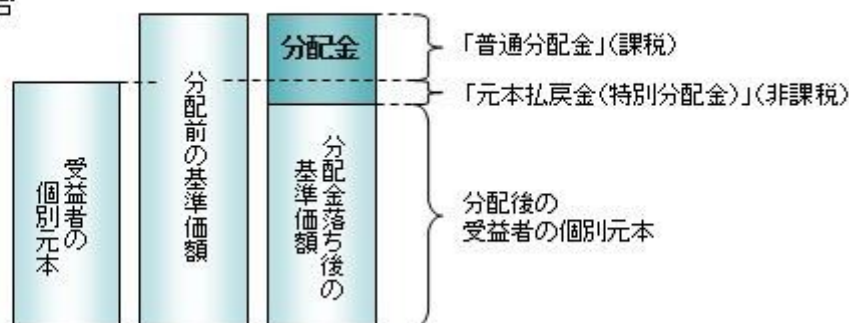 分配金
「普通分配金」(課税)
「元本払戻金(特別分配金)」(非課税)
受益者の
個別元本
分配前の基準価額
分配金落ち後の
基準価額
分配後の
受益者の個別元本